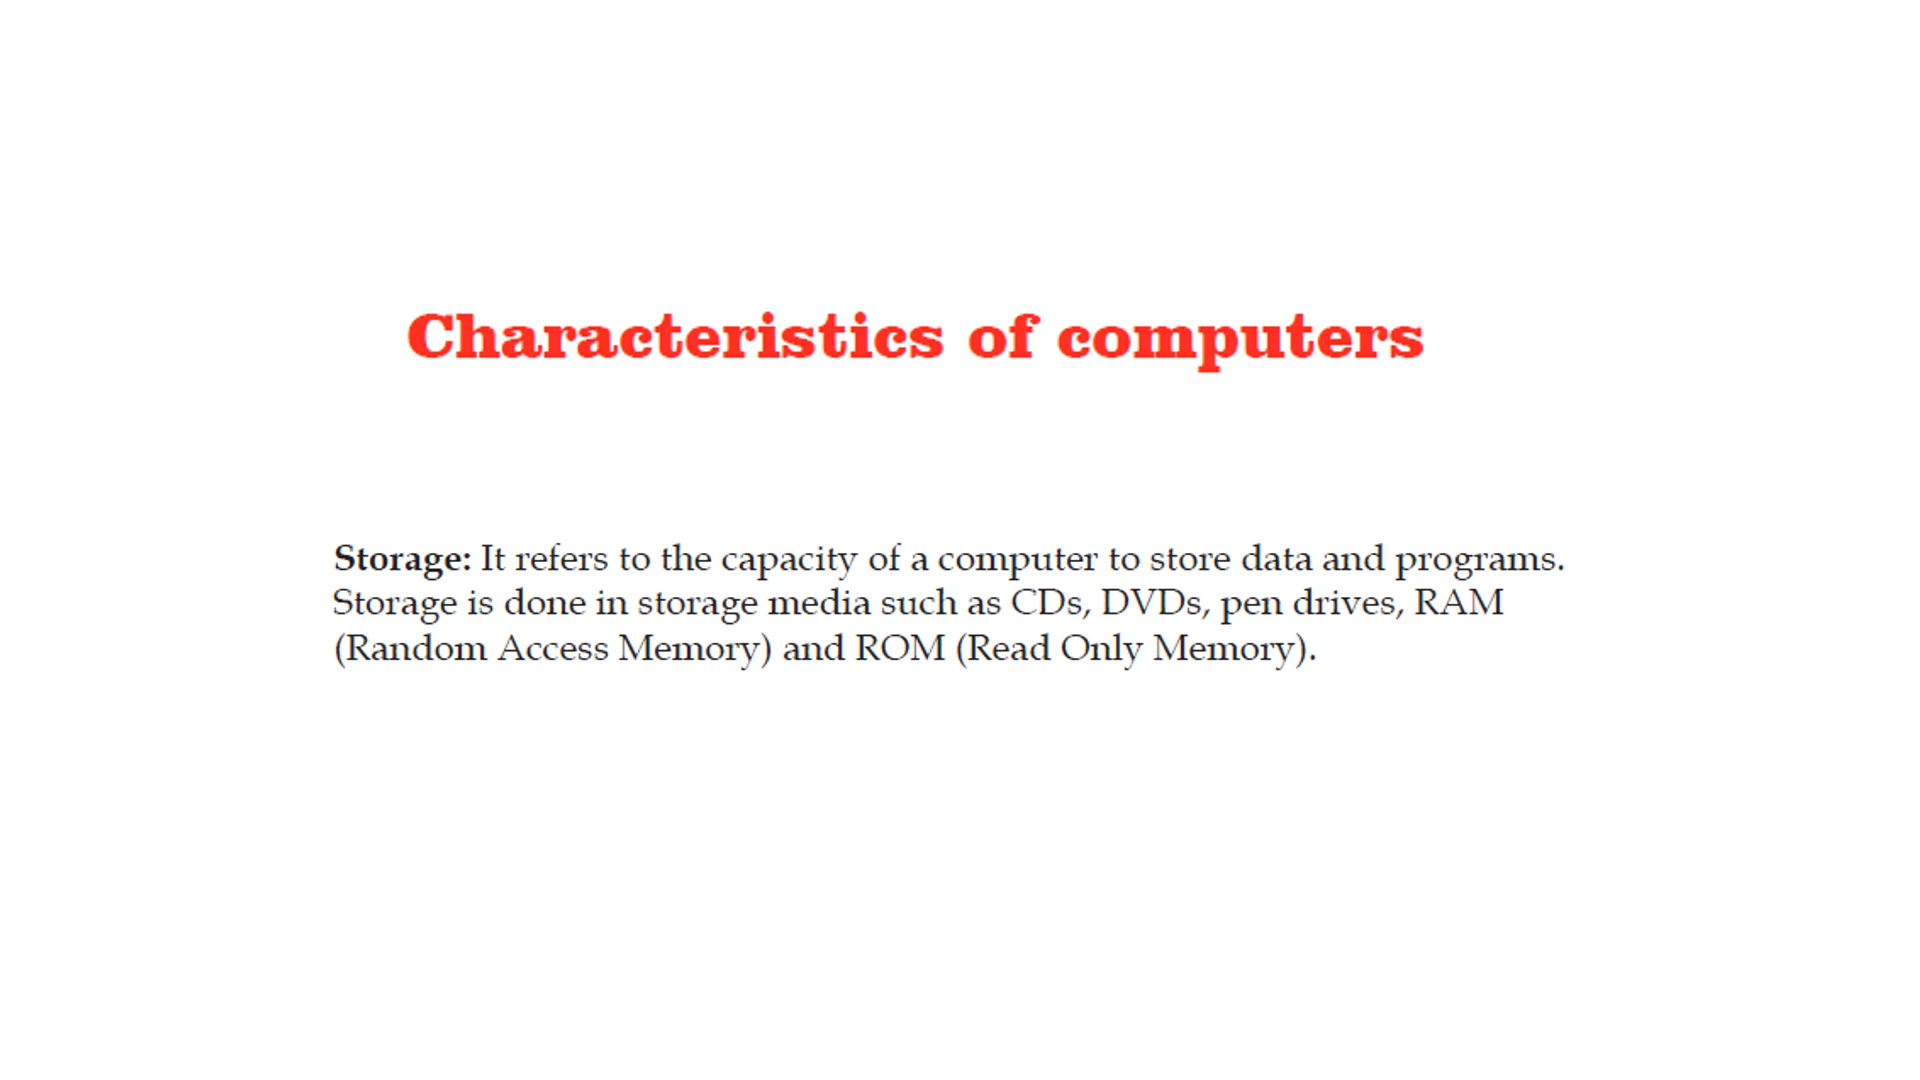 Characteristics of computers
Storage: It refers to the capacity of a computer to store data and programs.
Storage is done in storage media such as CDs, DVDs, pen drives, RAM
(Random Access Memory) and ROM (Read Only Memory).